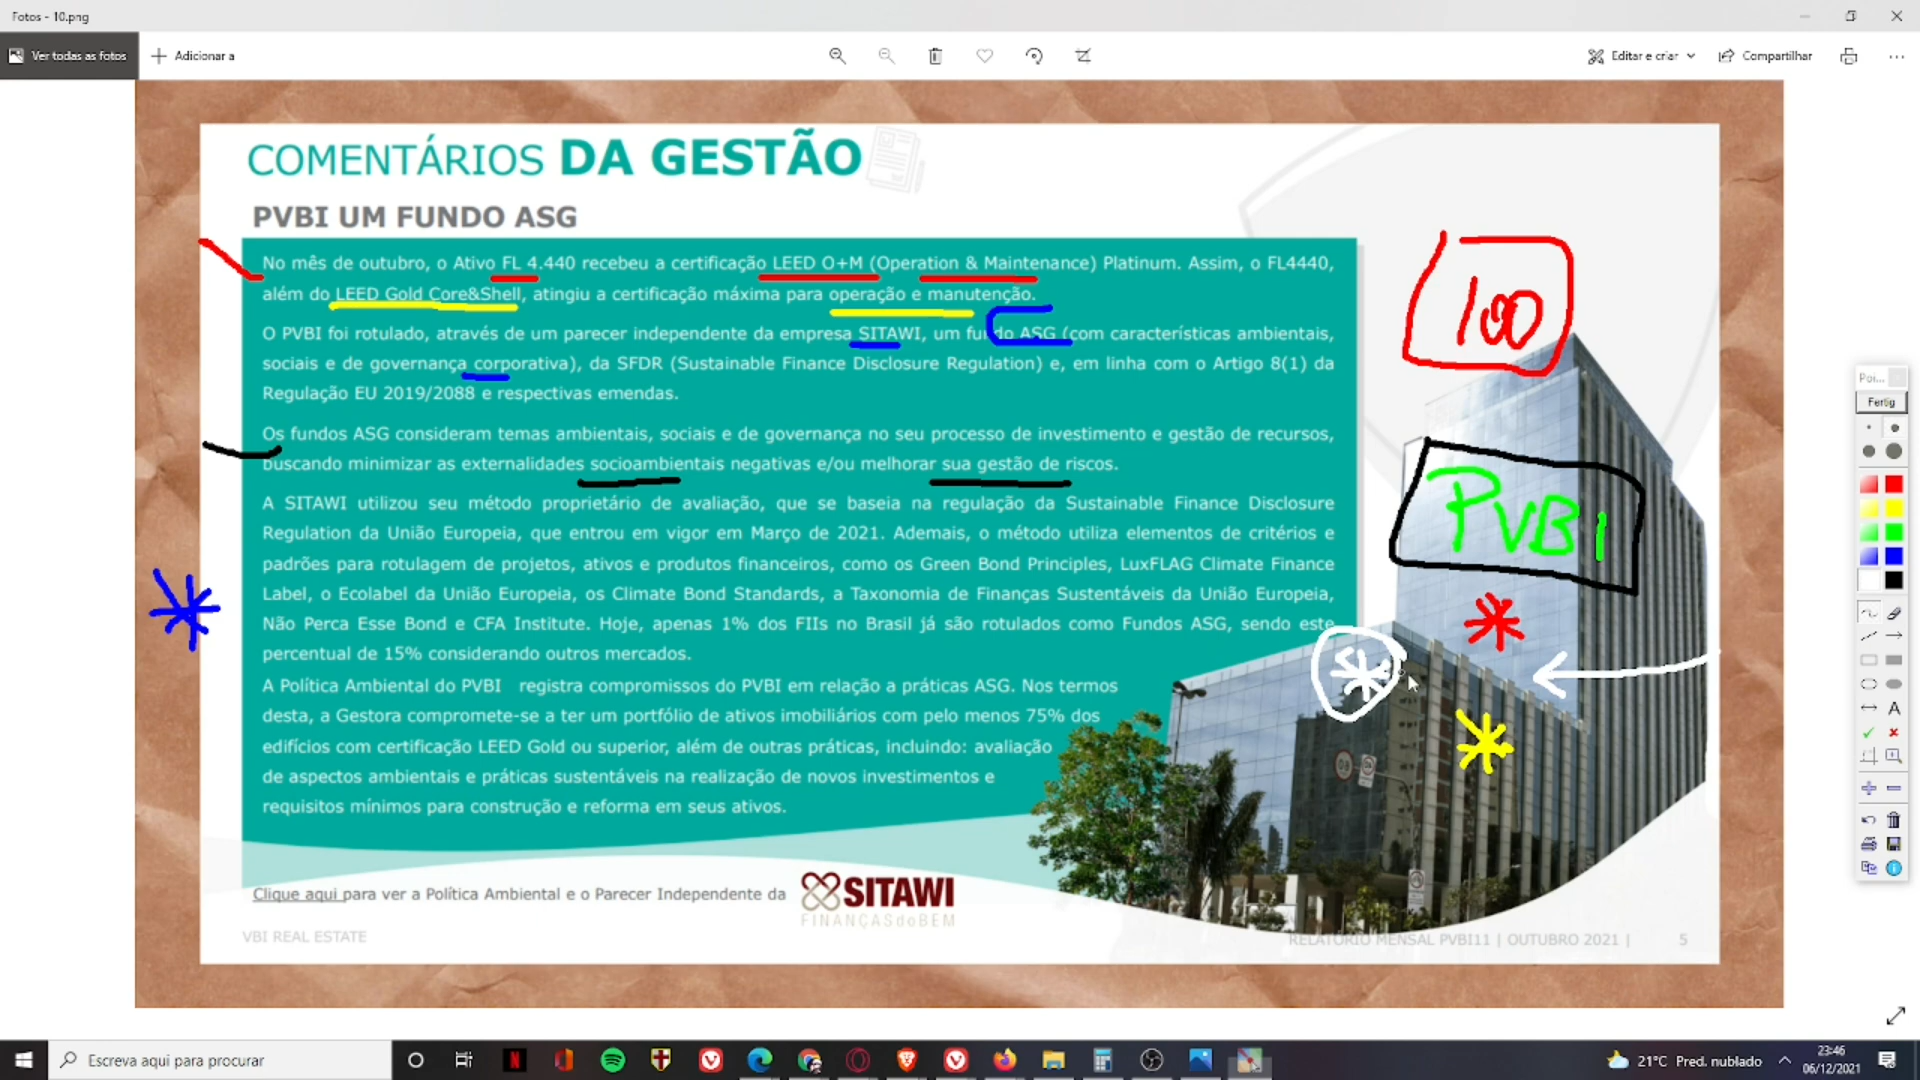 Fotos - 10.png
Ver todas as fotos
Adicionar a
Editar e criar
Compartilhar
COMENTÁRIOS DA GESTÃO
PVBI UM FUNDO ASG
No mês de outubro, o Ativo FL 4.440 recebeu a certificação LEED O+M (Operation & Maintenance) Platinum. Assim, o FL4440,
além do LEED Gold Core&Shell, atingiu a certificação máxima para operação e manutenção.
O PVBI foi rotulado, através de um parecer independente da empresa SITAWI, um fundo ASG (com características ambientais,
sociais e de governança corporativa), da SFDR (Sustainable Finance Disclosure Regulation) e, em linha com o Artigo 8(1) da
Regulação EU 2019/2088 e respectivas emendas.
Os fundos ASG consideram temas ambientais, sociais e de governança no seu processo de investimento e gestão de recursos,
buscando minimizar as externalidades socioambientais negativas e/ou melhorar sua gestão de riscos.
A SITAWI utilizou seu método proprietário de avaliação, que se baseia na regulação da Sustainable Finance Disclosure
Regulation da União Europeia, que entrou em vigor em Março de 2021. Ademais, o método utiliza elementos de critérios e
padrões para rotulagem de projetos, ativos e produtos financeiros, como os Green Bond Principles, LuxFLAG Climate Finance
Label, o Ecolabel da União Europeia, os Climate Bond Standards, a Taxonomia de Finanças Sustentáveis da União Europeia,
Não Perca Esse Bond e CFA Institute. Hoje, apenas 1% dos FIIs no Brasil já são rotulados como Fundos ASG, sendo este
percentual de 15% considerando outros mercados.
A Política Ambiental do PVBI registra compromissos do PVBI em relação a práticas ASG. Nos termos
desta, a Gestora compromete-se a ter um portfólio de ativos imobiliários com pelo menos 75% dos
edifícios com certificação LEED Gold ou superior, além de outras práticas, incluindo: avaliação
de aspectos ambientais e práticas sustentáveis na realização de novos investimentos e
requisitos mínimos para construção e reforma em seus ativos.
100
PVBI
Clique aqui para ver a Política Ambiental e o Parecer Independente da
SITAWI
FINANÇASdoBEM
VBI REAL ESTATE
RELATÓRIO MENSAL PVBI11 | OUTUBRO 2021 |
5
Poi...
Fertig
A
Escreva aqui para procurar
21°C Pred. nublado
23:46
06/12/2021